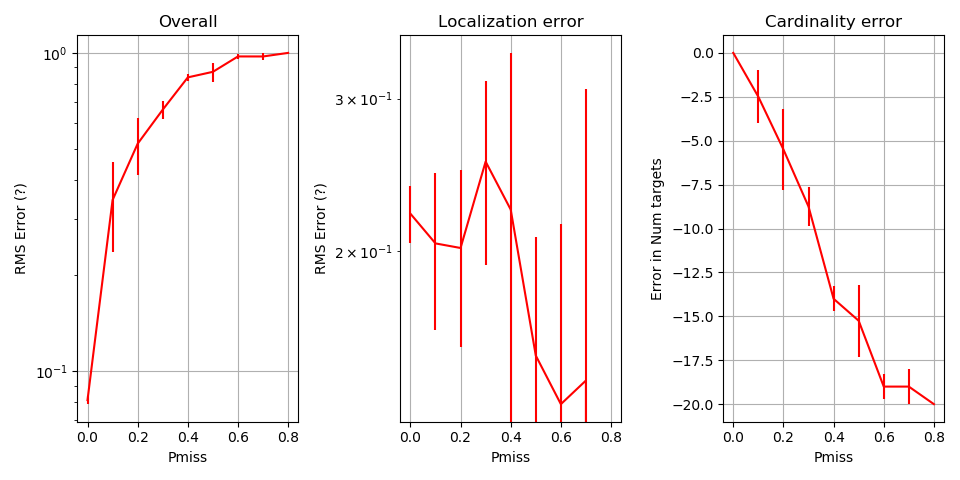 Overall
Localization error
Cardinality error
RMS Error (?)
10⁰
10⁻¹
0.0 0.2 0.4 0.6 0.8
Pmiss
RMS Error (?)
3 × 10⁻¹
2 × 10⁻¹
0.0 0.2 0.4 0.6 0.8
Pmiss
Error in Num targets
0.0
−2.5
−5.0
−7.5
−10.0
−12.5
−15.0
−17.5
−20.0
0.0 0.2 0.4 0.6 0.8
Pmiss